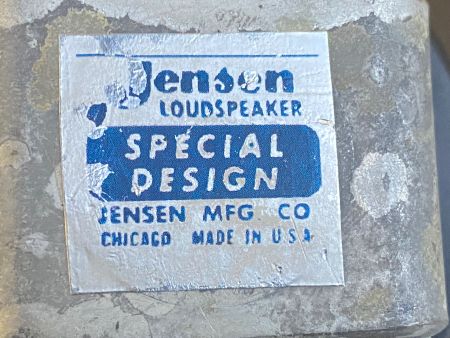 Jensen
LOUDSPEAKER
SPECIAL
DESIGN
JENSEN MFG. CO
CHICAGO MADE IN U.S.A